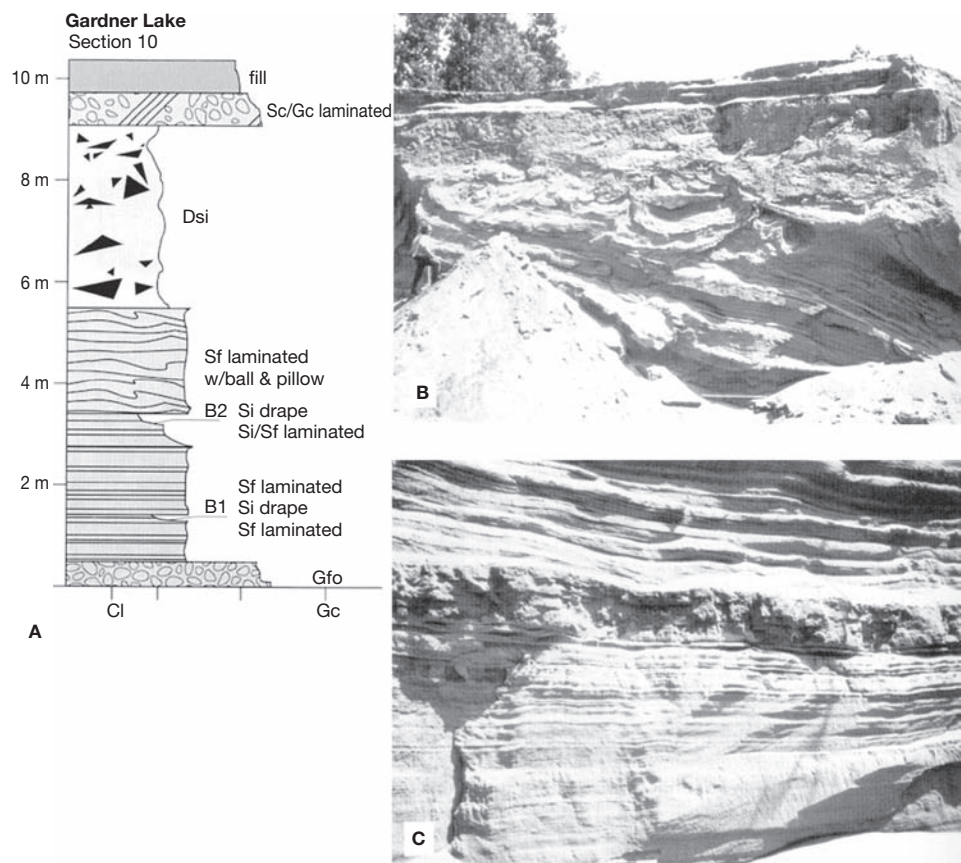 Gardner Lake
Section 10
10 m
fill
Sc/Gc laminated
8 m
Dsi
6 m
Sf laminated
w/ball & pillow
4 m
B2 Si drape
Si/Sf laminated
2 m
Sf laminated
B1 Si drape
Sf laminated
Gfo
Cl
Gc
A
B
C